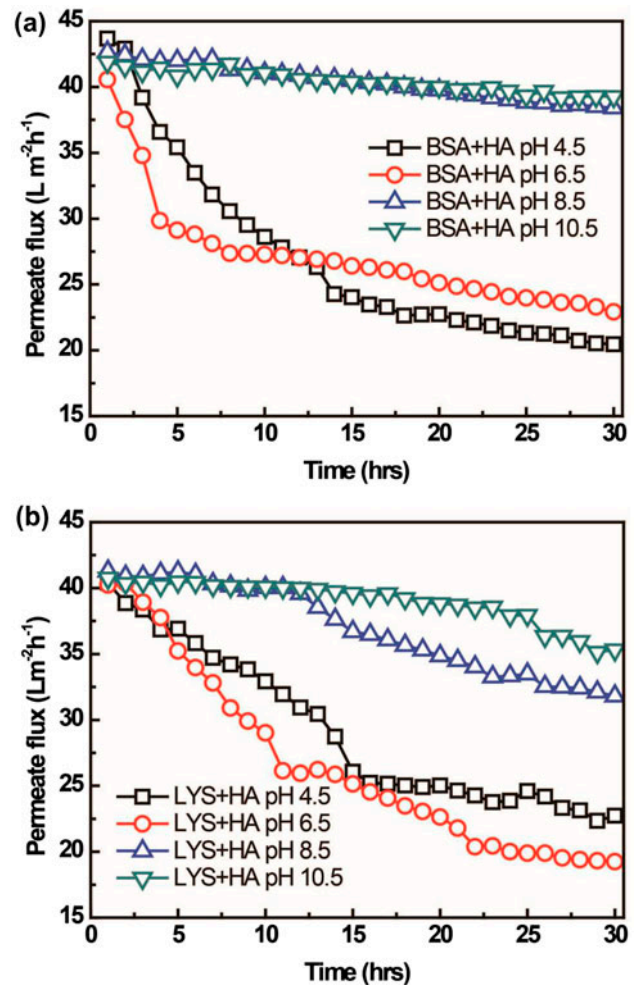 (a)
45
40
35
30
25
20
15
Permeate flux (L m⁻²h⁻¹)
BSA+HA pH 4.5
BSA+HA pH 6.5
BSA+HA pH 8.5
BSA+HA pH 10.5
0 5 10 15 20 25 30
Time (hrs)
(b)
45
40
35
30
25
20
15
Permeate flux (Lm⁻²h⁻¹)
LYS+HA pH 4.5
LYS+HA pH 6.5
LYS+HA pH 8.5
LYS+HA pH 10.5
0 5 10 15 20 25 30
Time (hrs)